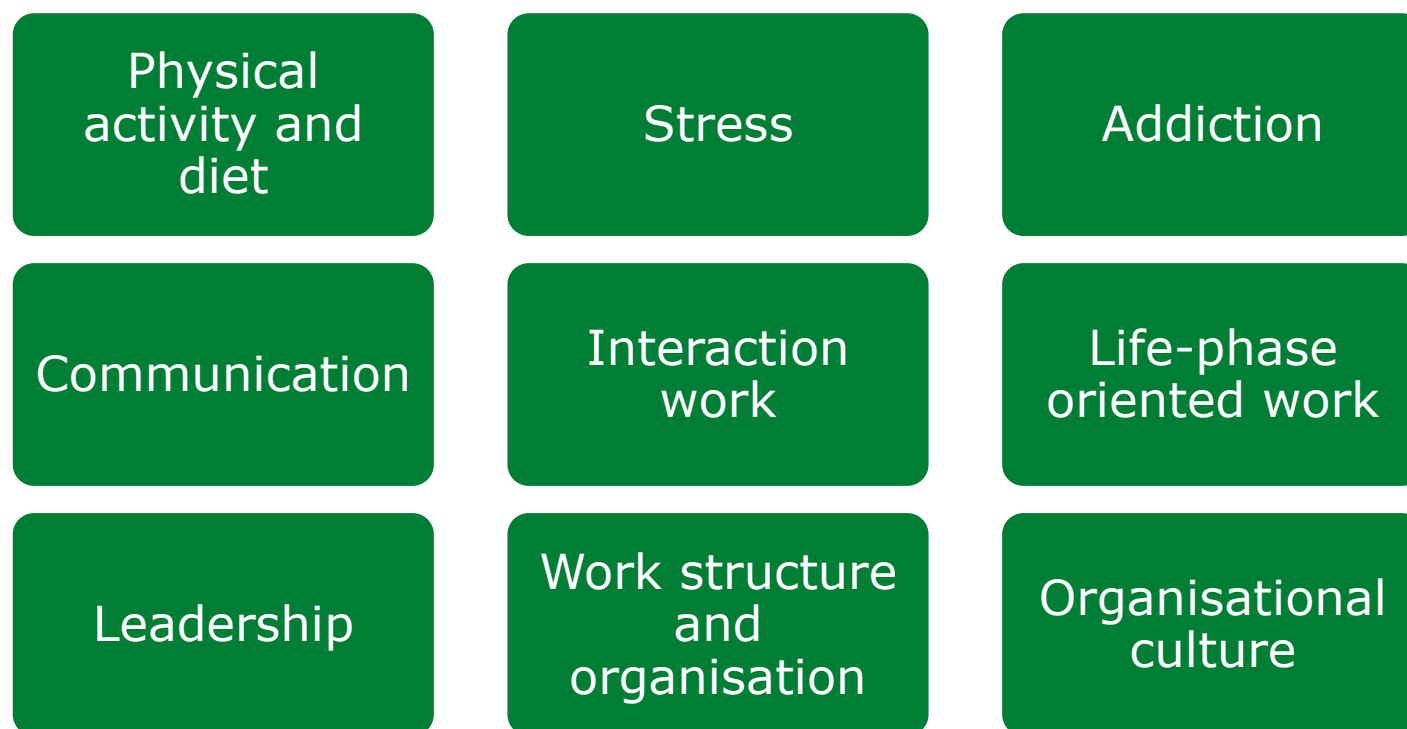 Physical
activity and
diet
Stress
Addiction
Communication
Interaction
work
Life-phase
oriented work
Leadership
Work structure
and
organisation
Organisational
culture